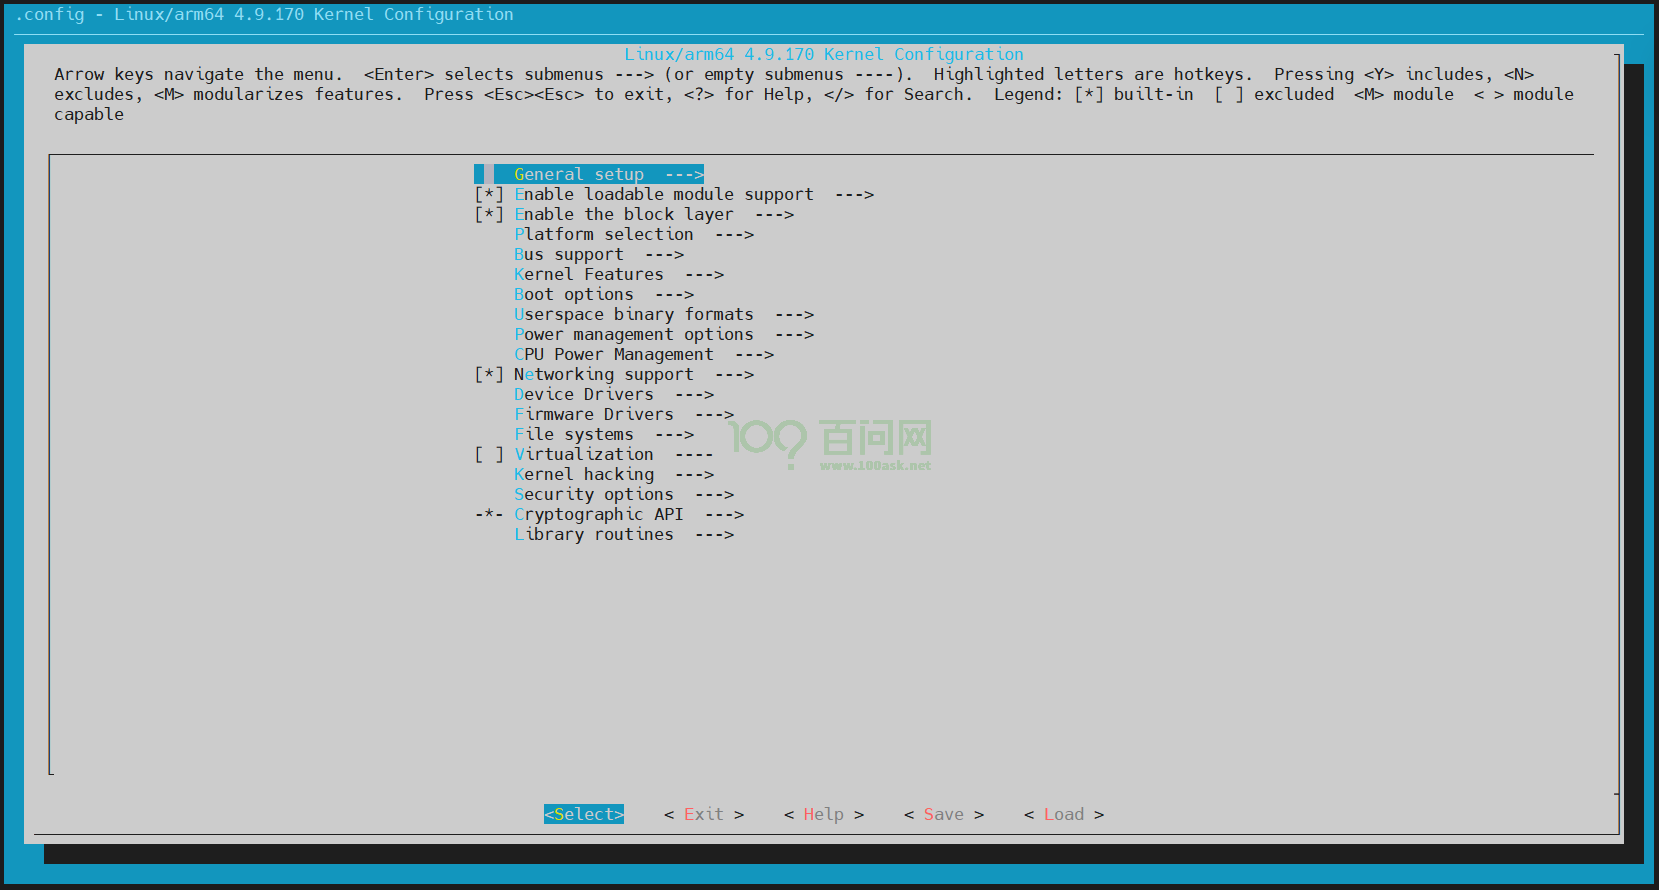 .config - Linux/arm64 4.9.170 Kernel Configuration
Linux/arm64 4.9.170 Kernel Configuration
Arrow keys navigate the menu.  <Enter> selects submenus ---> (or empty submenus ----).  Highlighted letters are hotkeys.  Pressing <Y> includes, <N>
excludes, <M> modularizes features.  Press <Esc><Esc> to exit, <?> for Help, </> for Search.  Legend: [*] built-in  [ ] excluded  <M> module  < > module
capable
General setup  --->
[*] Enable loadable module support  --->
[*] Enable the block layer  --->
Platform selection  --->
Bus support  --->
Kernel Features  --->
Boot options  --->
Userspace binary formats  --->
Power management options  --->
CPU Power Management  --->
[*] Networking support  --->
Device Drivers  --->
Firmware Drivers  --->
File systems  --->
[ ] Virtualization  ----
Kernel hacking  --->
Security options  --->
-*- Cryptographic API  --->
Library routines  --->
100? 百问网
www.100ask.net
<Select>    < Exit >    < Help >    < Save >    < Load >